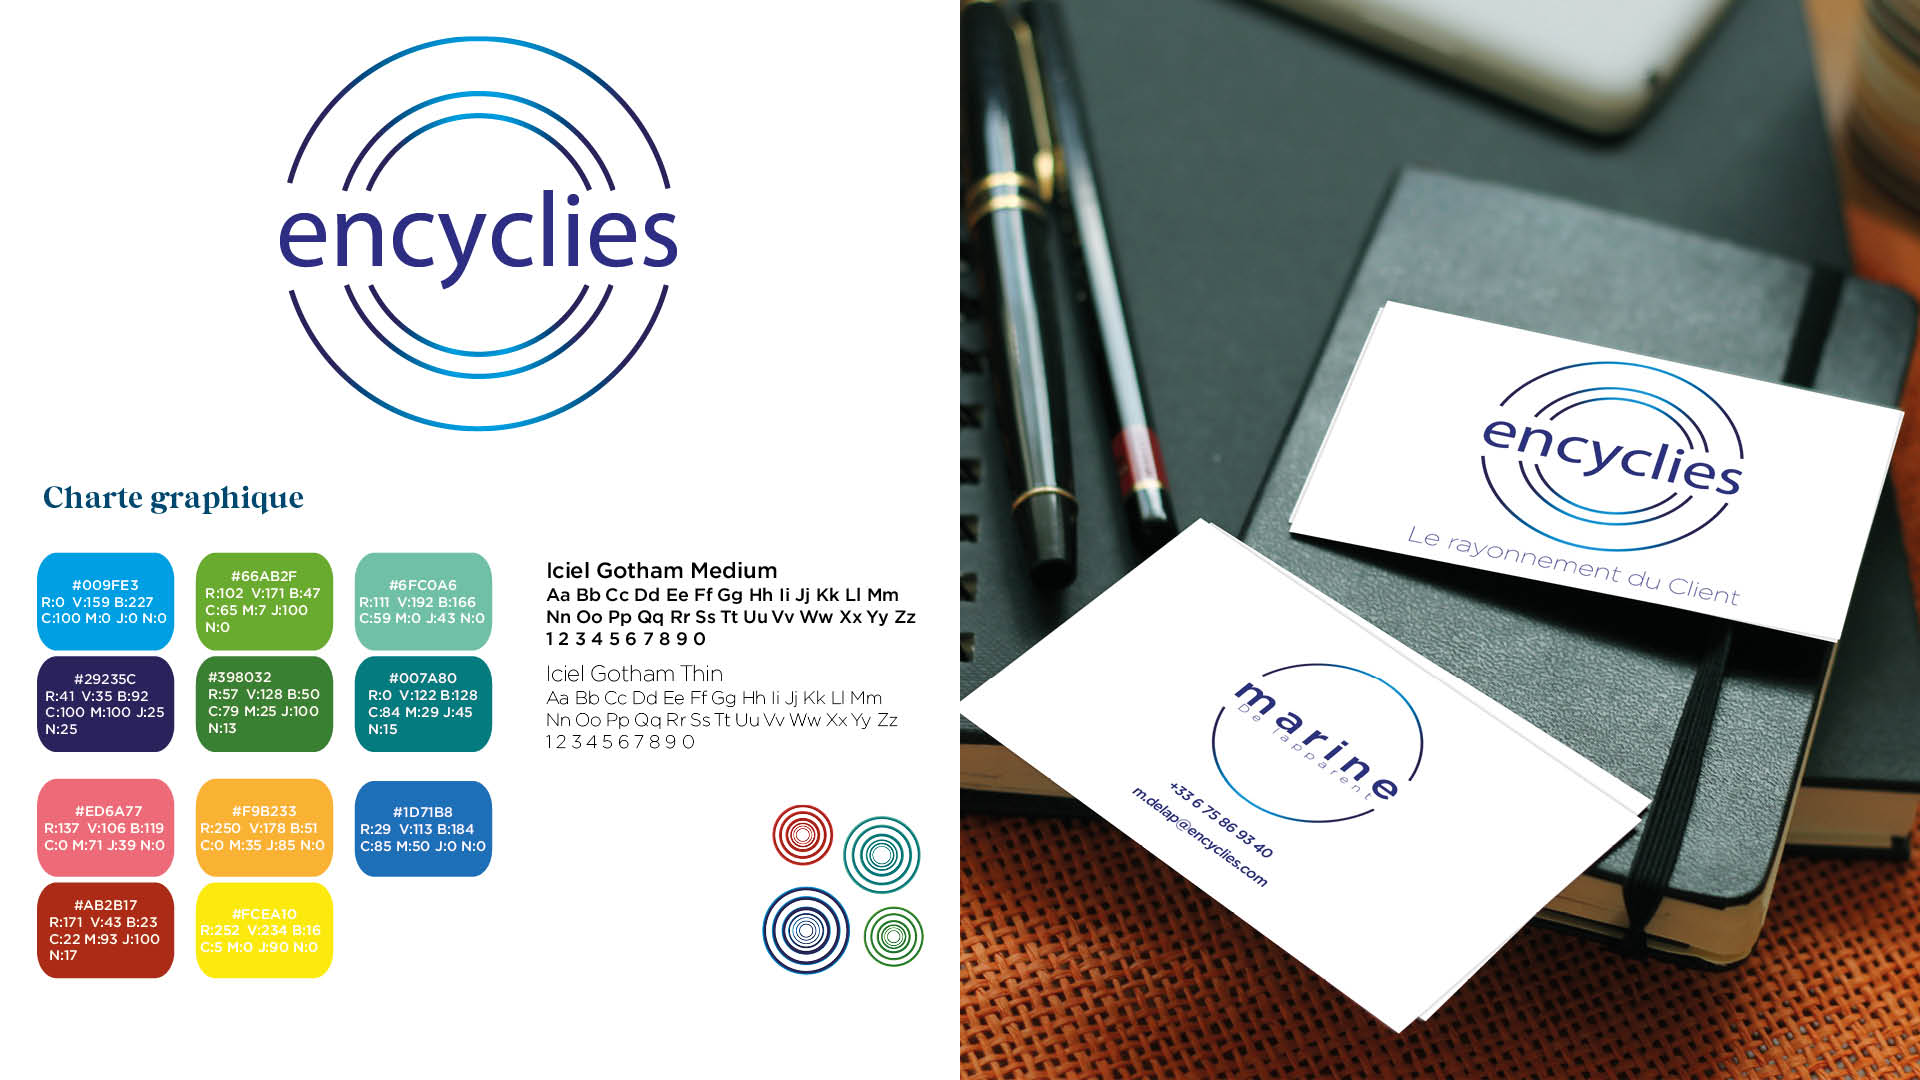 encyclies
Charte graphique
#009FE3
R:0 V:159 B:227
C:100 M:0 J:0 N:0
#66AB2F
R:102 V:171 B:47
C:65 M:7 J:100
N:0
#6FC0A6
R:111 V:192 B:166
C:59 M:0 J:43 N:0
#29235C
R:41 V:35 B:92
C:100 M:100 J:25
N:25
#398032
R:57 V:128 B:50
C:79 M:25 J:100
N:13
#007A80
R:0 V:122 B:128
C:84 M:29 J:45
N:15
#ED6A77
R:137 V:106 B:119
C:0 M:71 J:39 N:0
#F9B233
R:250 V:178 B:51
C:0 M:35 J:85 N:0
#1D71B8
R:29 V:113 B:184
C:85 M:50 J:0 N:0
#AB2B17
R:171 V:43 B:23
C:22 M:93 J:100
N:17
#FCEA10
R:252 V:234 B:16
C:5 M:0 J:90 N:0
Iciel Gotham Medium
Aa Bb Cc Dd Ee Ff Gg Hh Ii Jj Kk Ll Mm
Nn Oo Pp Qq Rr Ss Tt Uu Vv Ww Xx Yy Zz
1 2 3 4 5 6 7 8 9 0
Iciel Gotham Thin
Aa Bb Cc Dd Ee Ff Gg Hh Ii Jj Kk Ll Mm
Nn Oo Pp Qq Rr Ss Tt Uu Vv Ww Xx Yy Zz
1 2 3 4 5 6 7 8 9 0
encyclies
Le rayonnement du Client
marine
De lapparent
+33 6 75 86 93 40
m.delap@encyclies.com